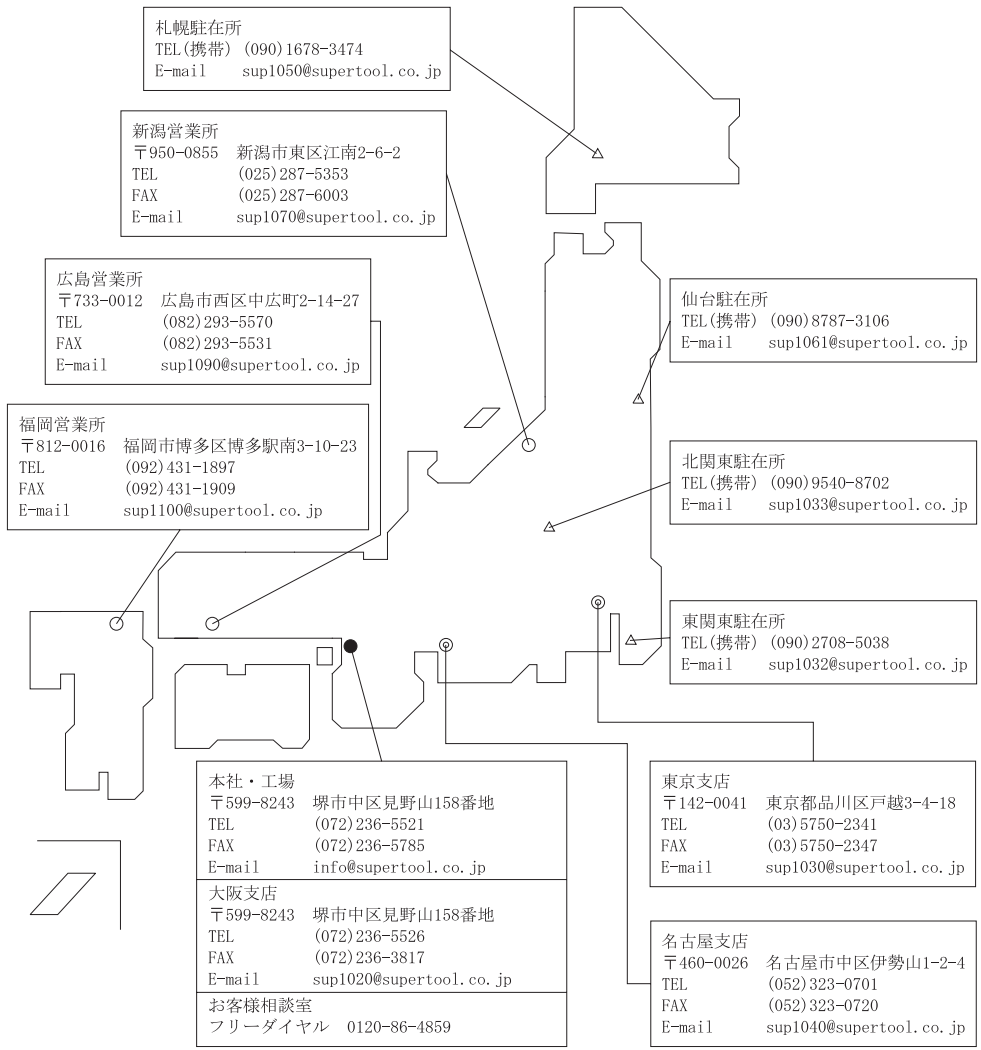 札幌駐在所
TEL(携帯) (090)1678-3474
E-mail sup1050@supertool.co.jp
新潟営業所
〒950-0855 新潟市東区江南2-6-2
TEL (025)287-5353
FAX (025)287-6003
E-mail sup1070@supertool.co.jp
広島営業所
〒733-0012 広島市西区中広町2-14-27
TEL (082)293-5570
FAX (082)293-5531
E-mail sup1090@supertool.co.jp
福岡営業所
〒812-0016 福岡市博多区博多駅南3-10-23
TEL (092)431-1897
FAX (092)431-1909
E-mail sup1100@supertool.co.jp
仙台駐在所
TEL(携帯) (090)8787-3106
E-mail sup1061@supertool.co.jp
北関東駐在所
TEL(携帯) (090)9540-8702
E-mail sup1033@supertool.co.jp
東関東駐在所
TEL(携帯) (090)2708-5038
E-mail sup1032@supertool.co.jp
本社・工場
〒599-8243 堺市中区見野山158番地
TEL (072)236-5521
FAX (072)236-5785
E-mail info@supertool.co.jp
大阪支店
〒599-8243 堺市中区見野山158番地
TEL (072)236-5526
FAX (072)236-3817
E-mail sup1020@supertool.co.jp
お客様相談室
フリーダイヤル 0120-86-4859
東京支店
〒142-0041 東京都品川区戸越3-4-18
TEL (03)5750-2341
FAX (03)5750-2347
E-mail sup1030@supertool.co.jp
名古屋支店
〒460-0026 名古屋市中区伊勢山1-2-4
TEL (052)323-0701
FAX (052)323-0720
E-mail sup1040@supertool.co.jp